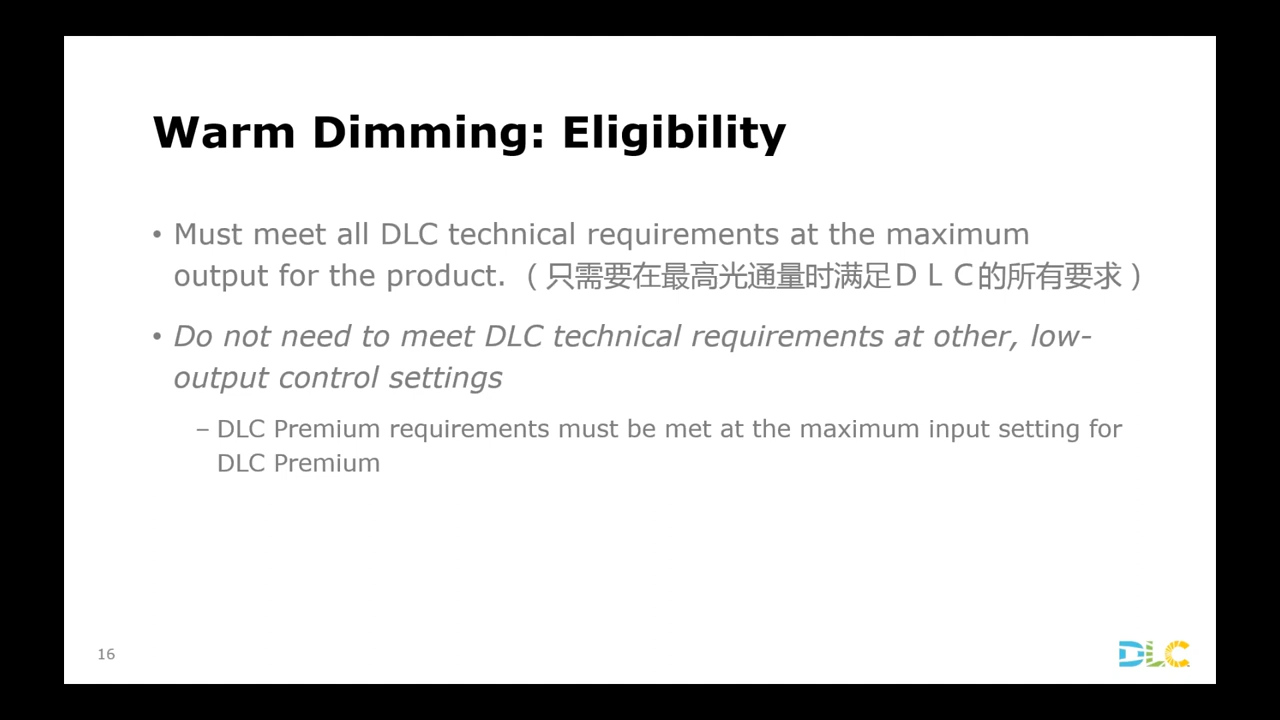 Warm Dimming: Eligibility
• Must meet all DLC technical requirements at the maximum
output for the product. （只需要在最高光通量时满足ＤＬＣ的所有要求）
• Do not need to meet DLC technical requirements at other, low-
output control settings
– DLC Premium requirements must be met at the maximum input setting for
DLC Premium
16
DLC